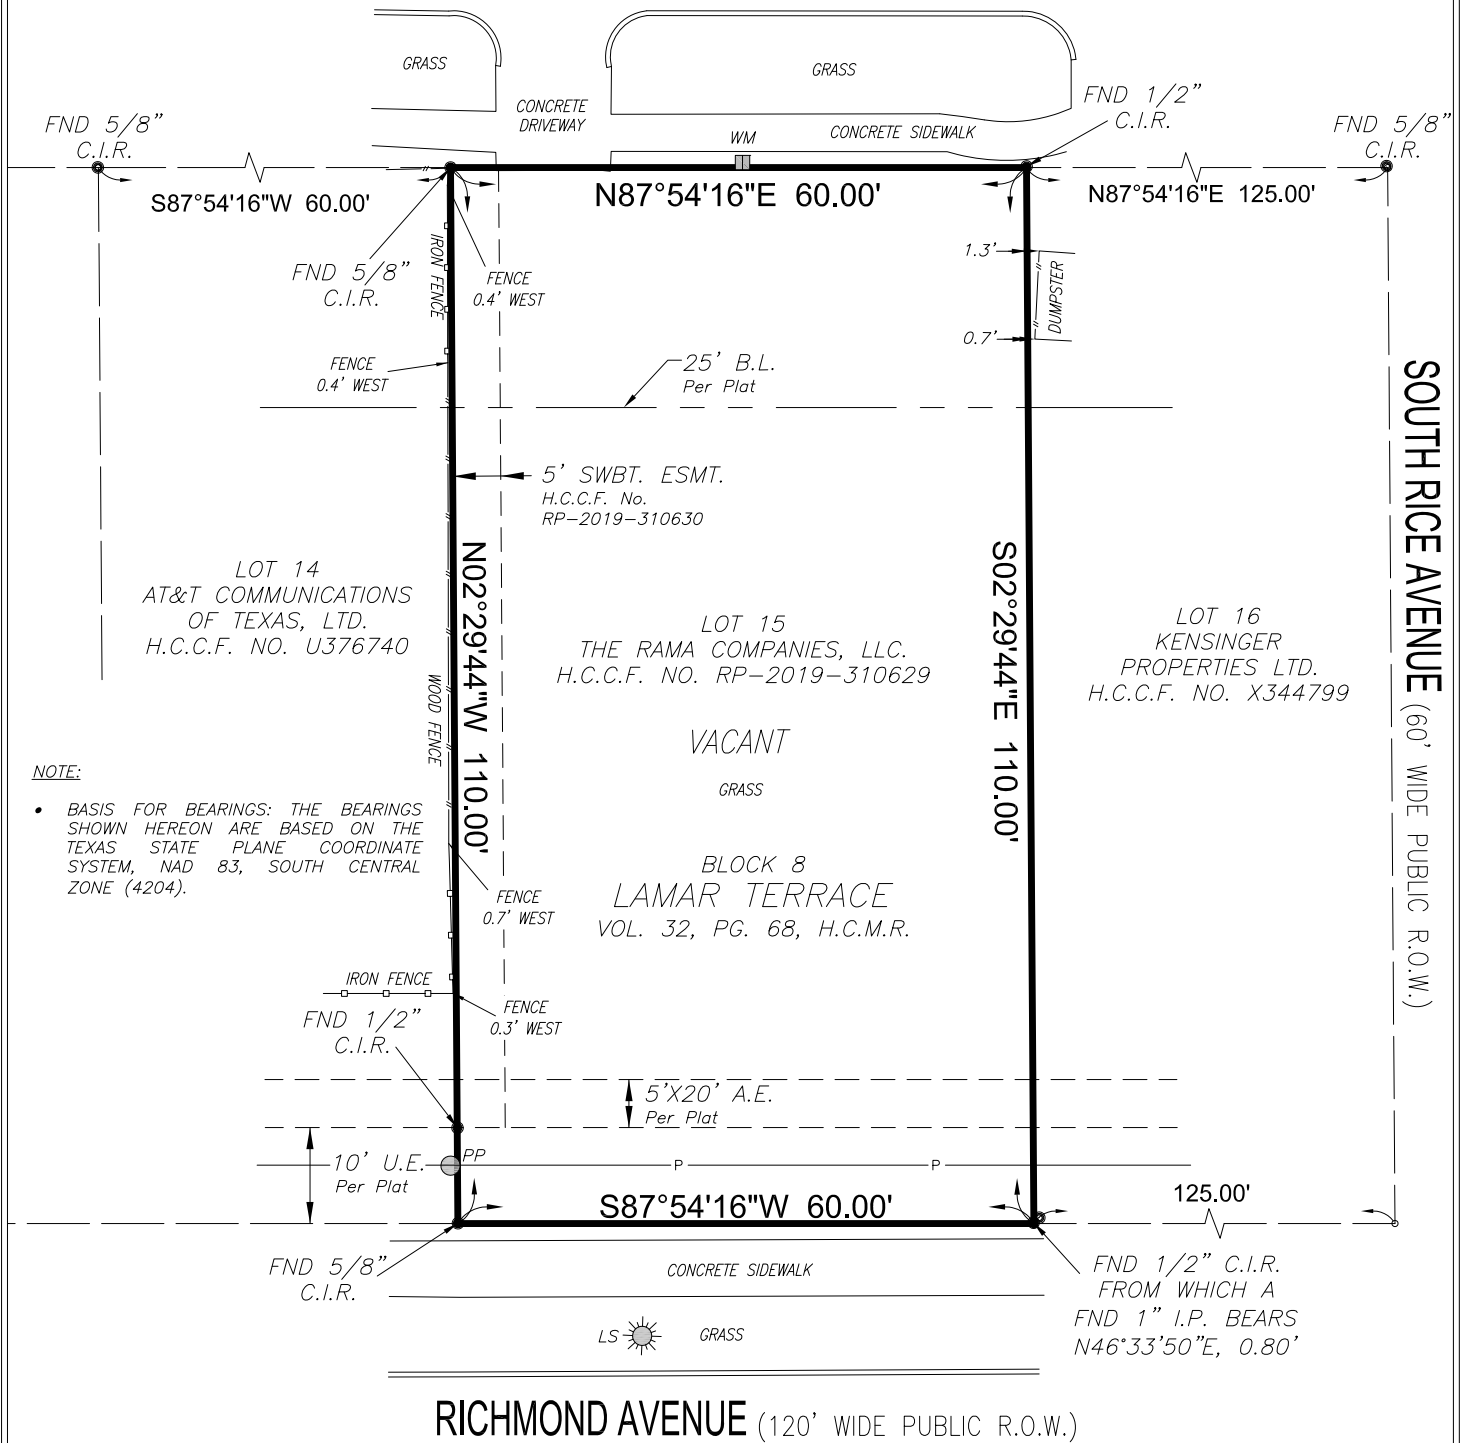 GRASS
GRASS
CONCRETE
DRIVEWAY
FND 1/2”
C.I.R.
FND 5/8”
C.I.R.
WM
CONCRETE SIDEWALK
FND 5/8”
C.I.R.
S87°54'16"W 60.00'
N87°54'16"E 60.00'
N87°54'16"E 125.00'
FND 5/8”
C.I.R.
IRON FENCE
FENCE
0.4' WEST
1.3'
DUMPSTER
0.7'
FENCE
0.4' WEST
25' B.L.
Per Plat
5' SWBT. ESMT.
H.C.C.F. No.
RP-2019-310630
SOUTH RICE AVENUE (60' WIDE PUBLIC R.O.W.)
N02°29'44"W 110.00'
S02°29'44"E 110.00'
LOT 14
AT&T COMMUNICATIONS
OF TEXAS, LTD.
H.C.C.F. NO. U376740
LOT 15
THE RAMA COMPANIES, LLC.
H.C.C.F. NO. RP-2019-310629
LOT 16
KENSINGER
PROPERTIES LTD.
H.C.C.F. NO. X344799
WOOD FENCE
VACANT
GRASS
NOTE:
• BASIS FOR BEARINGS: THE BEARINGS
SHOWN HEREON ARE BASED ON THE
TEXAS STATE PLANE COORDINATE
SYSTEM, NAD 83, SOUTH CENTRAL
ZONE (4204).
BLOCK 8
LAMAR TERRACE
VOL. 32, PG. 68, H.C.M.R.
FENCE
0.7' WEST
IRON FENCE
FENCE
0.3' WEST
FND 1/2”
C.I.R.
5'X20' A.E.
Per Plat
10' U.E.
Per Plat
PP
P
P
S87°54'16"W 60.00'
125.00'
FND 5/8”
C.I.R.
CONCRETE SIDEWALK
FND 1/2” C.I.R.
FROM WHICH A
FND 1” I.P. BEARS
N46°33'50"E, 0.80'
LS
GRASS
RICHMOND AVENUE (120' WIDE PUBLIC R.O.W.)